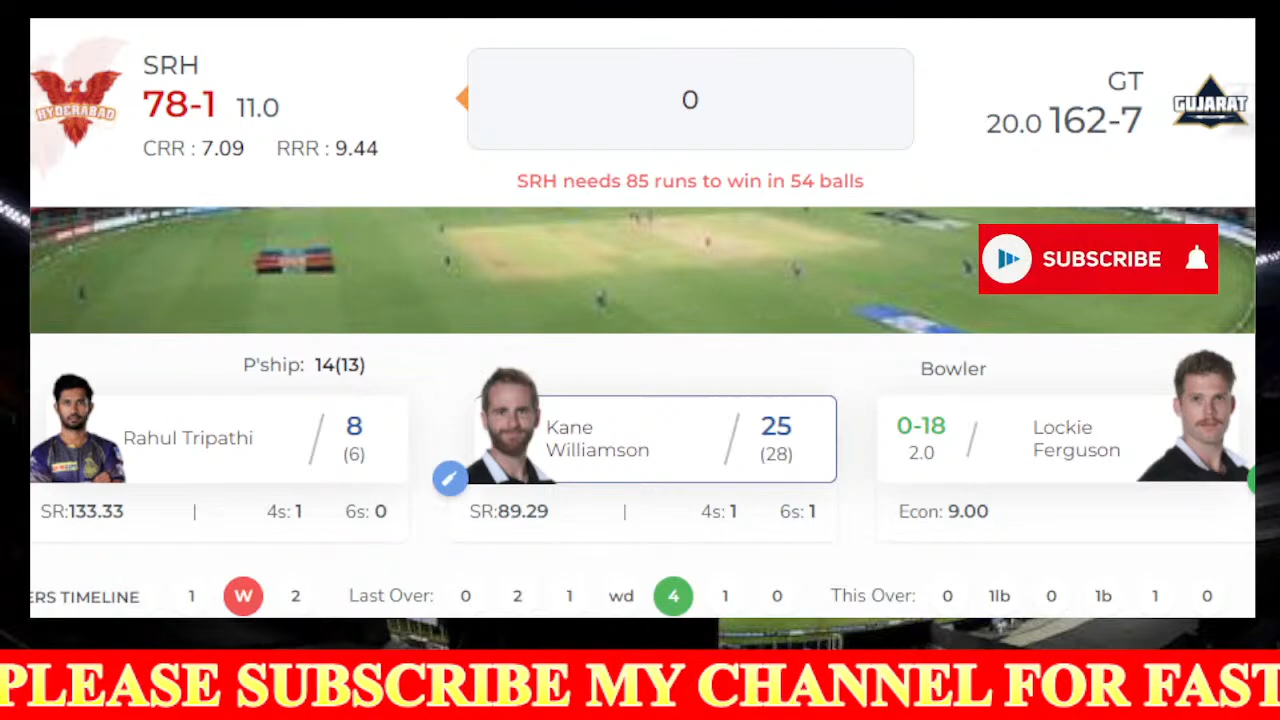 SRH
78-1 11.0
CRR : 7.09 RRR : 9.44
HYDERABAD
0
GT
20.0 162-7
GUJARAT
SRH needs 85 runs to win in 54 balls
SUBSCRIBE
P'ship: 14(13)
Rahul Tripathi 8
(6)
SR:133.33 | 4s: 1 6s: 0
Kane
Williamson
25
(28)
SR:89.29 | 4s: 1 6s: 1
Bowler
0-18
2.0
Lockie
Ferguson
Econ: 9.00
ERS TIMELINE 1 W 2 Last Over: 0 2 1 wd 4 1 0 This Over: 0 1lb 0 1b 1 0
PLEASE SUBSCRIBE MY CHANNEL FOR FAST